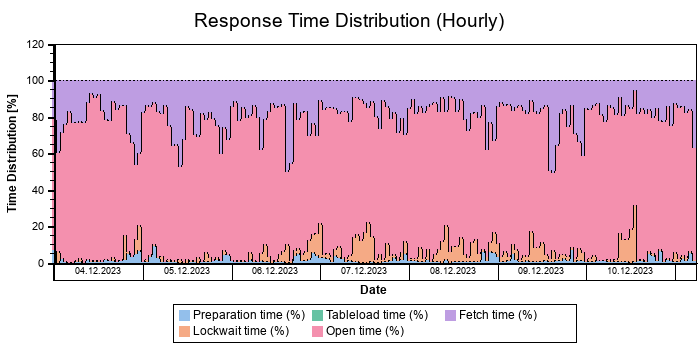 Response Time Distribution (Hourly)
120
100
80
60
40
20
0
Time Distribution [%]
04.12.2023 05.12.2023 06.12.2023 07.12.2023 08.12.2023 09.12.2023 10.12.2023
Date
Preparation time (%) Tableload time (%) Fetch time (%)
Lockwait time (%) Open time (%)